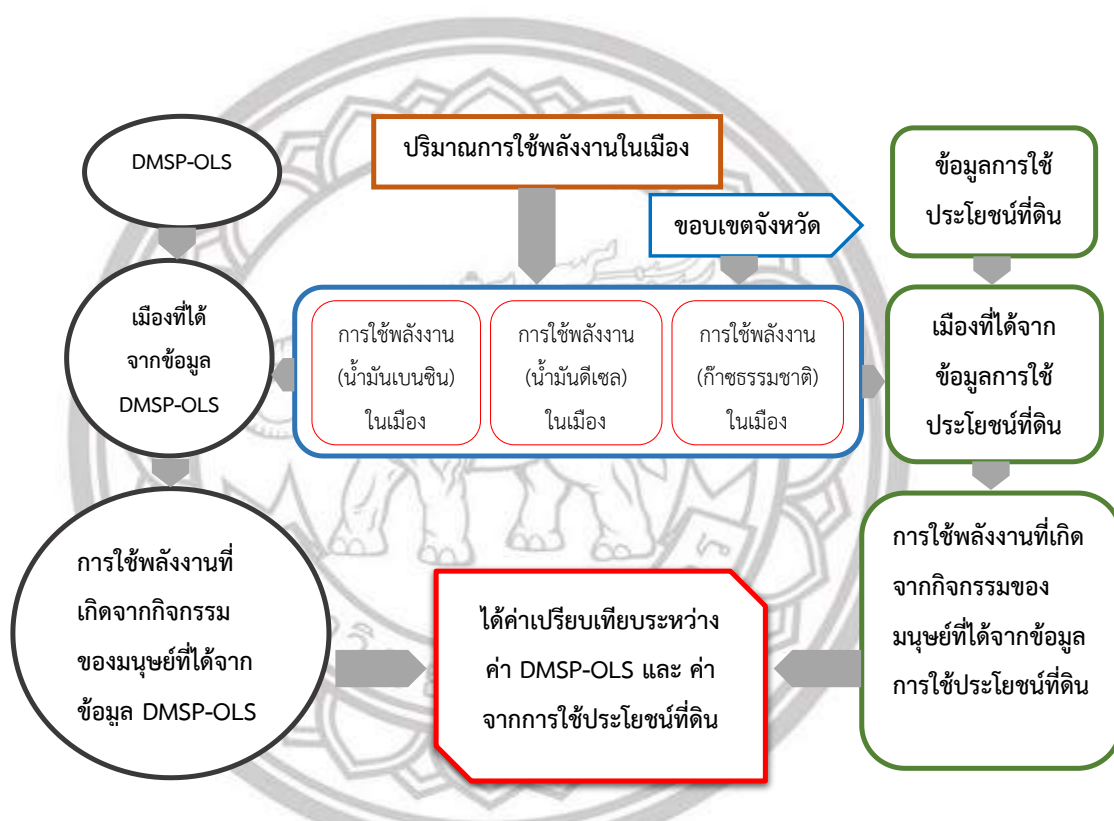 DMSP-OLS
ปริมาณการใช้พลังงานในเมือง
ขอบเขตจังหวัด
ข้อมูลการใช้
ประโยชน์ที่ดิน
เมืองที่ได้
จากข้อมูล
DMSP-OLS
การใช้พลังงาน
(น้ำมันเบนซิน)
ในเมือง
การใช้พลังงาน
(น้ำมันดีเซล)
ในเมือง
การใช้พลังงาน
(ก๊าซธรรมชาติ)
ในเมือง
เมืองที่ได้จาก
ข้อมูลการใช้
ประโยชน์ที่ดิน
การใช้พลังงานที่
เกิดจากกิจกรรม
ของมนุษย์ที่ได้จาก
ข้อมูล DMSP-OLS
ได้ค่าเปรียบเทียบระหว่าง
ค่า DMSP-OLS และ ค่า
จากการใช้ประโยชน์ที่ดิน
การใช้พลังงานที่เกิด
จากกิจกรรมของ
มนุษย์ที่ได้จากข้อมูล
การใช้ประโยชน์ที่ดิน